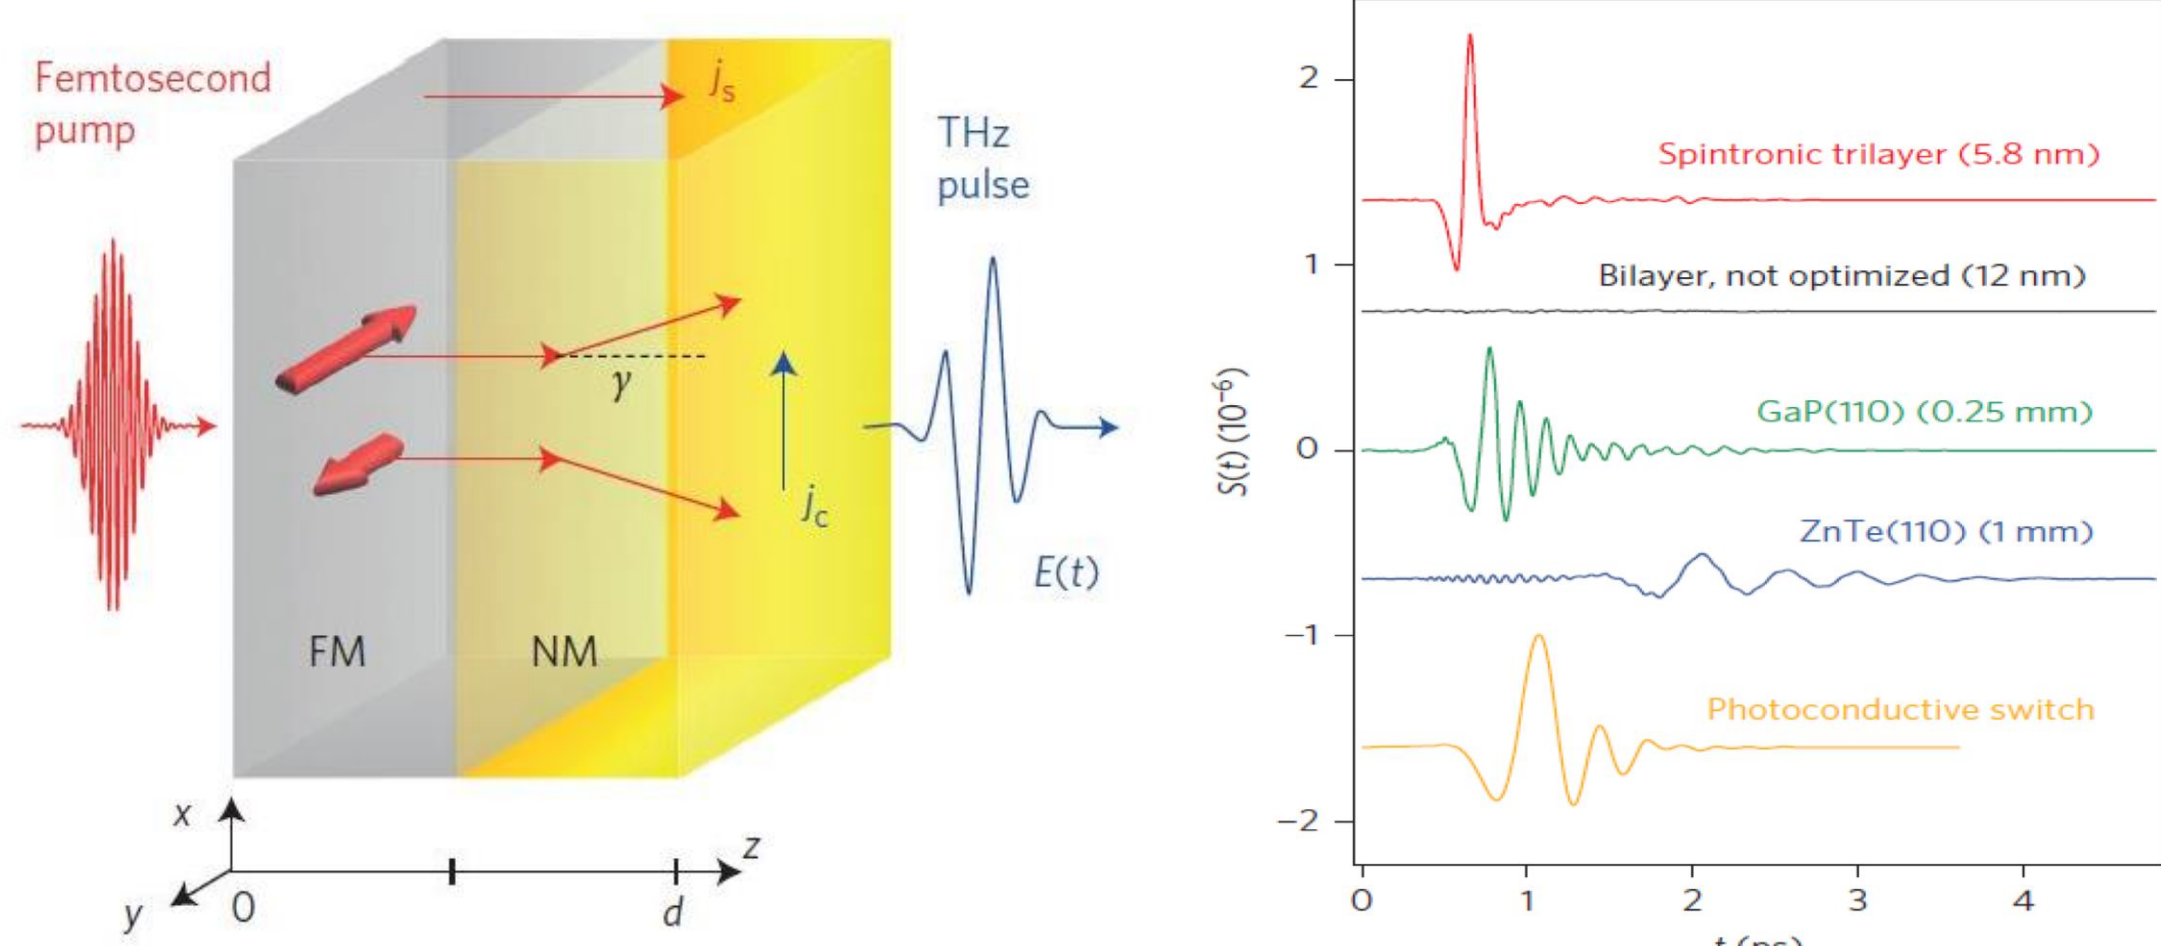 Femtosecond
pump
jₛ
THz
pulse
γ
j꜀
E(t)
FM
NM
x
y
0
d
z
2
1
0
−1
−2
S(t) (10⁻⁶)
Spintronic trilayer (5.8 nm)
Bilayer, not optimized (12 nm)
GaP(110) (0.25 mm)
ZnTe(110) (1 mm)
Photoconductive switch
0 1 2 3 4
t (ps)